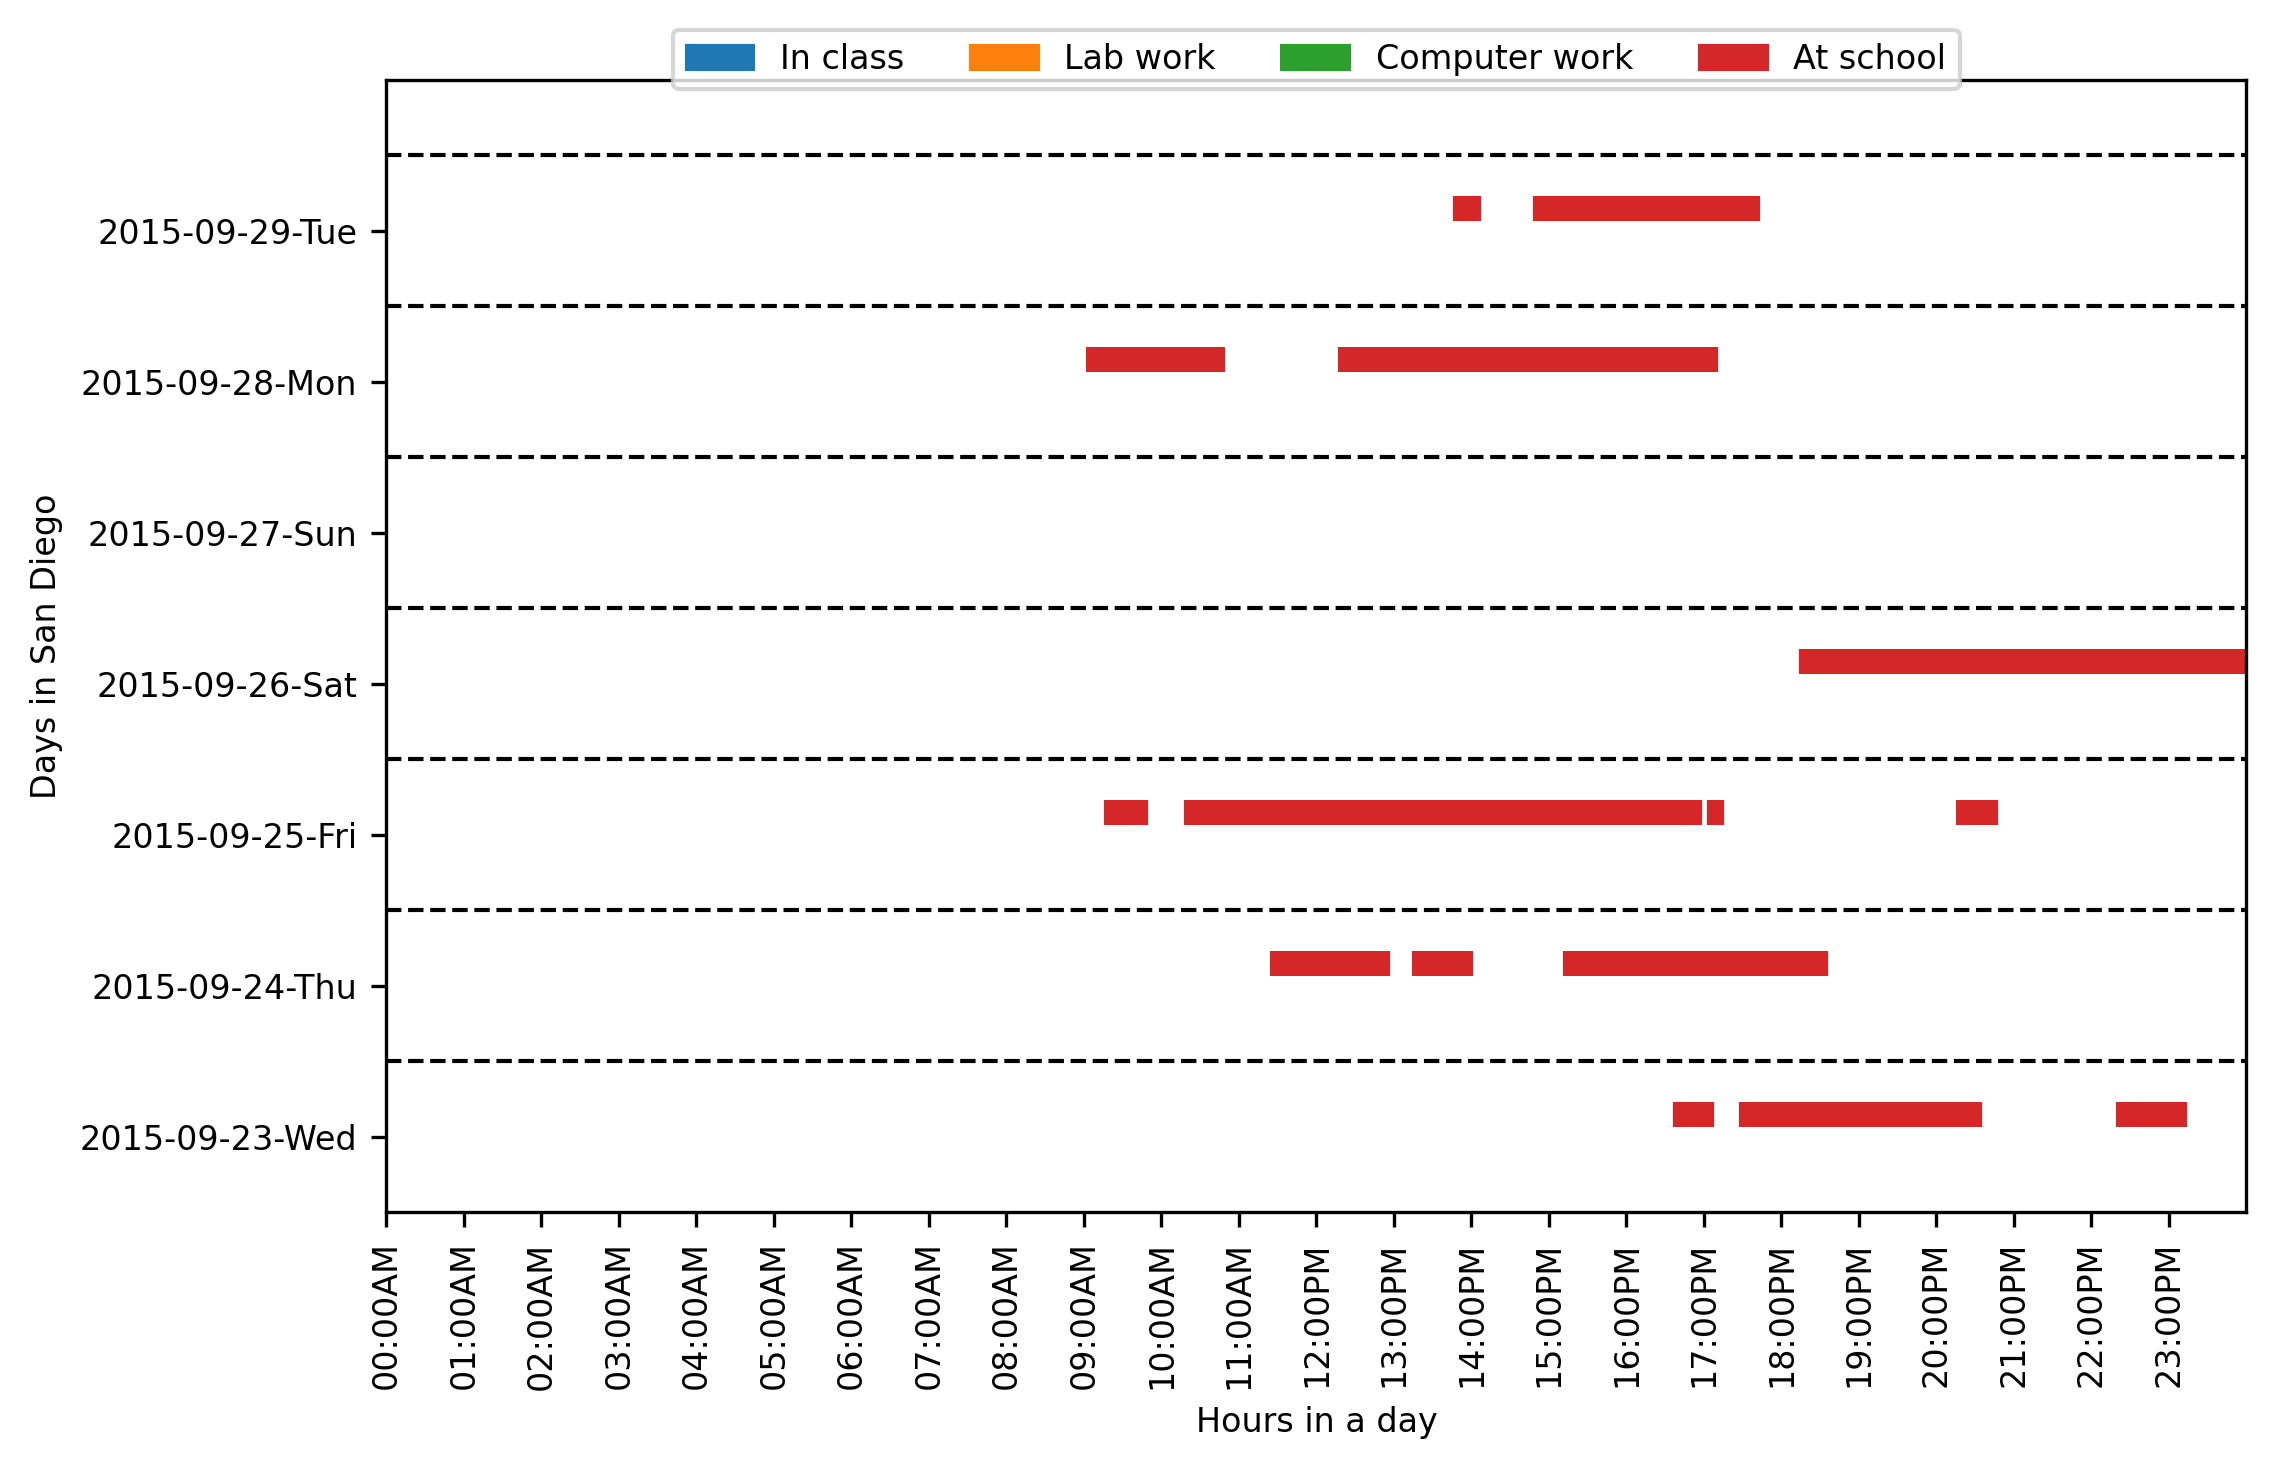 In class Lab work Computer work At school
2015-09-29-Tue
2015-09-28-Mon
2015-09-27-Sun
2015-09-26-Sat
2015-09-25-Fri
2015-09-24-Thu
2015-09-23-Wed
Days in San Diego
00:00AM
01:00AM
02:00AM
03:00AM
04:00AM
05:00AM
06:00AM
07:00AM
08:00AM
09:00AM
10:00AM
11:00AM
12:00PM
13:00PM
14:00PM
15:00PM
16:00PM
17:00PM
18:00PM
19:00PM
20:00PM
21:00PM
22:00PM
23:00PM
Hours in a day